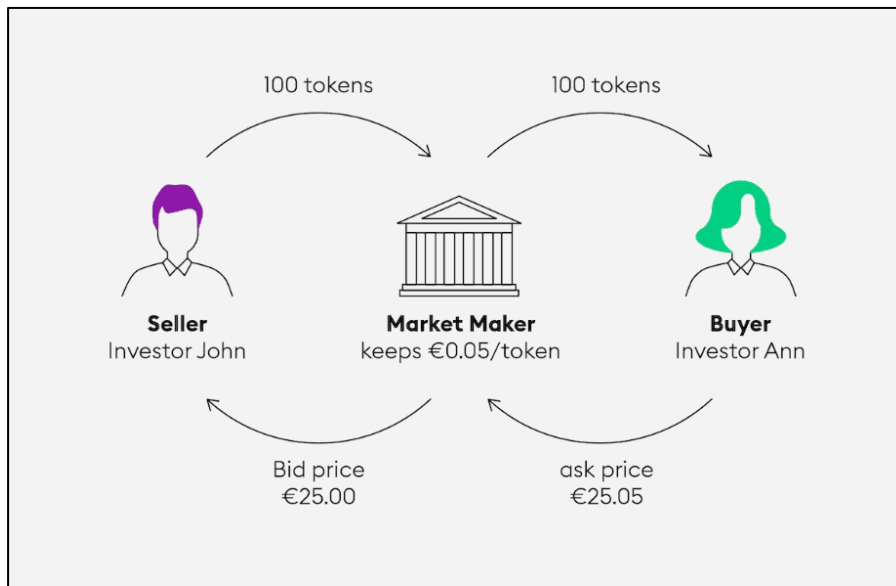 100 tokens
100 tokens
Seller
Investor John
Market Maker
keeps €0.05/token
Buyer
Investor Ann
Bid price
€25.00
ask price
€25.05